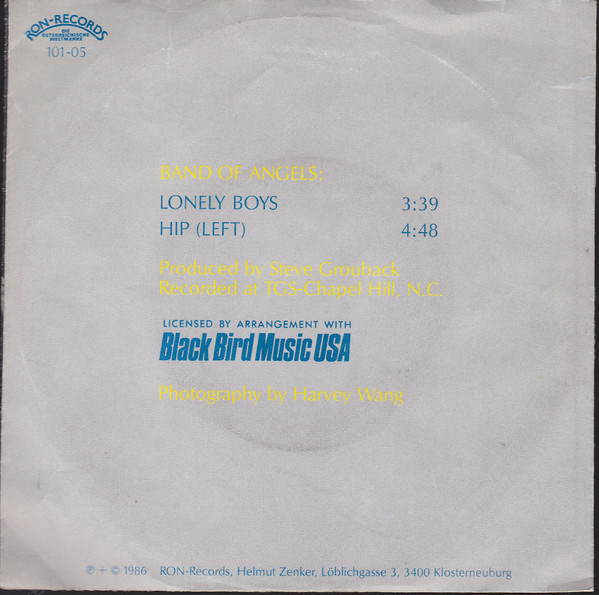 RON-RECORDS
DIE
ÖSTERREICHISCHE
WELTMARKE
101-05
BAND OF ANGELS:
LONELY BOYS 3:39
HIP (LEFT) 4:48
Produced by Steve Grouback
Recorded at TGS-Chapel Hill, N.C.
LICENSED BY ARRANGEMENT WITH
Black Bird Music USA
Photography by Harvey Wang
℗ + © 1986 RON-Records, Helmut Zenker, Löblichgasse 3, 3400 Klosterneuburg